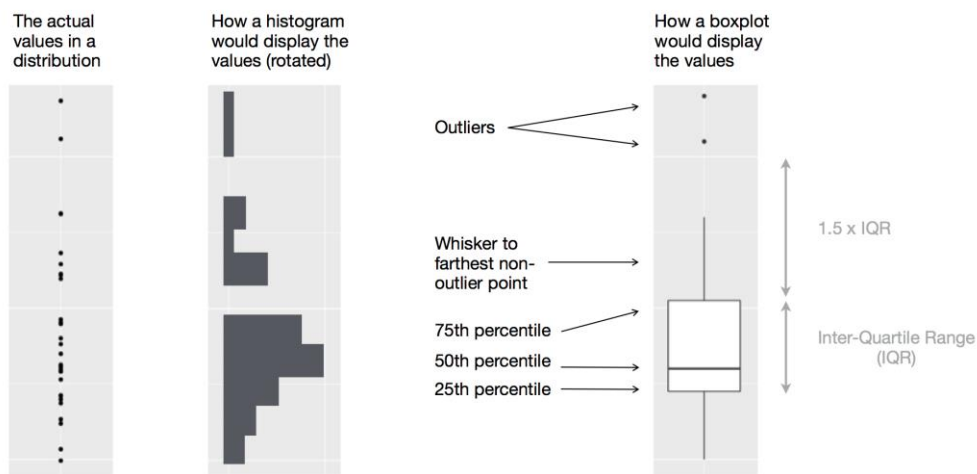 The actual
values in a
distribution
How a histogram
would display the
values (rotated)
How a boxplot
would display
the values
Outliers
1.5 x IQR
Whisker to
farthest non-
outlier point
75th percentile
Inter-Quartile Range
(IQR)
50th percentile
25th percentile